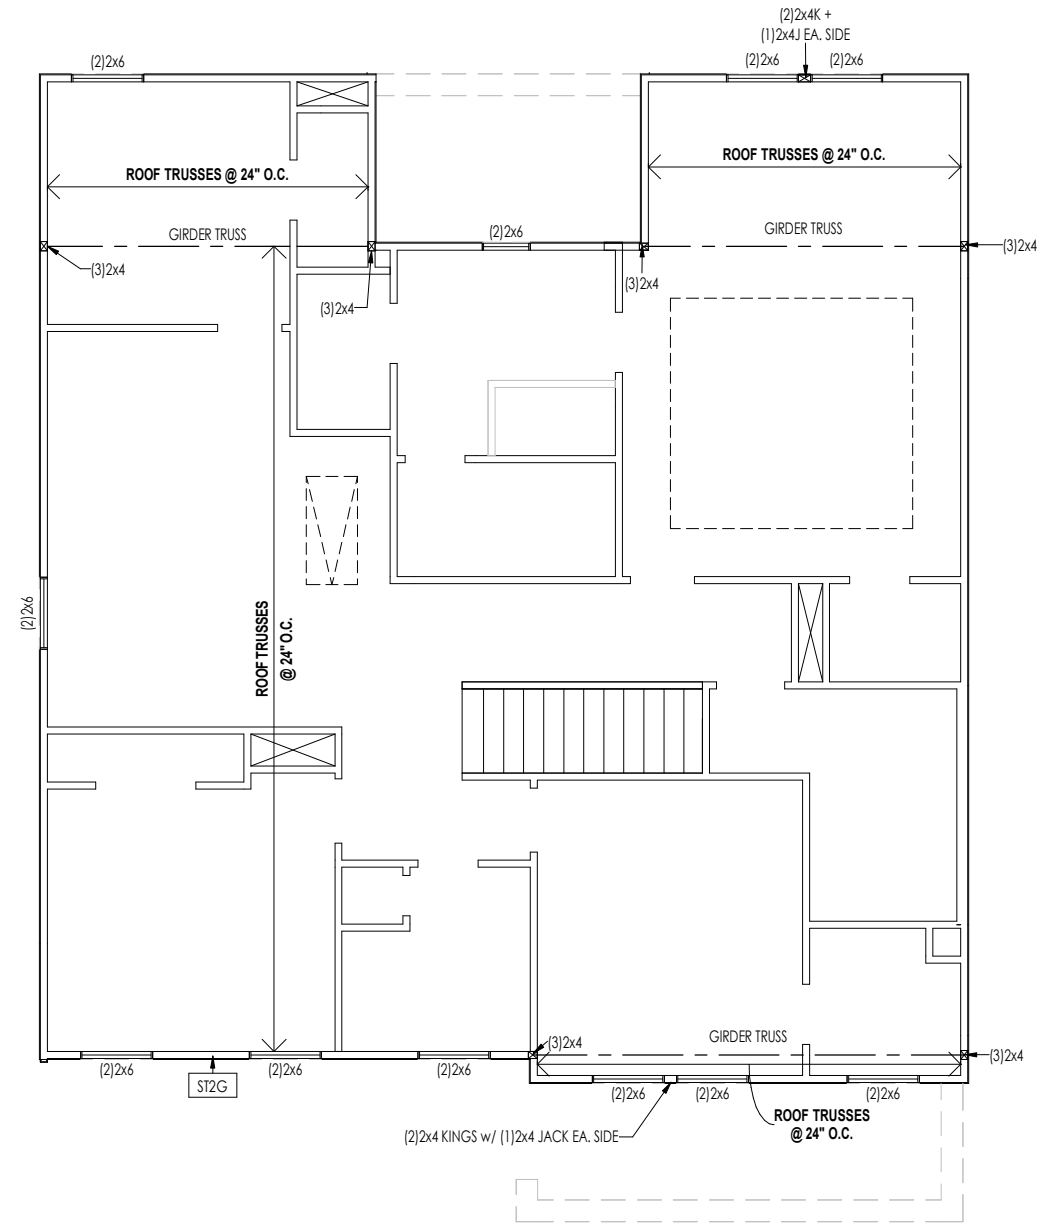 (2)2x4K +
(1)2x4J EA. SIDE
(2)2x6
(2)2x6
(2)2x6
ROOF TRUSSES @ 24" O.C.
ROOF TRUSSES @ 24" O.C.
GIRDER TRUSS
(2)2x6
GIRDER TRUSS
(3)2x4
(3)2x4
(3)2x4
(3)2x4
(2)2x6
ROOF TRUSSES
@ 24" O.C.
GIRDER TRUSS
(3)2x4
(3)2x4
(2)2x6
(2)2x6
(2)2x6
ST2G
(2)2x6
(2)2x6
(2)2x6
ROOF TRUSSES
@ 24" O.C.
(2)2x4 KINGS w/ (1)2x4 JACK EA. SIDE